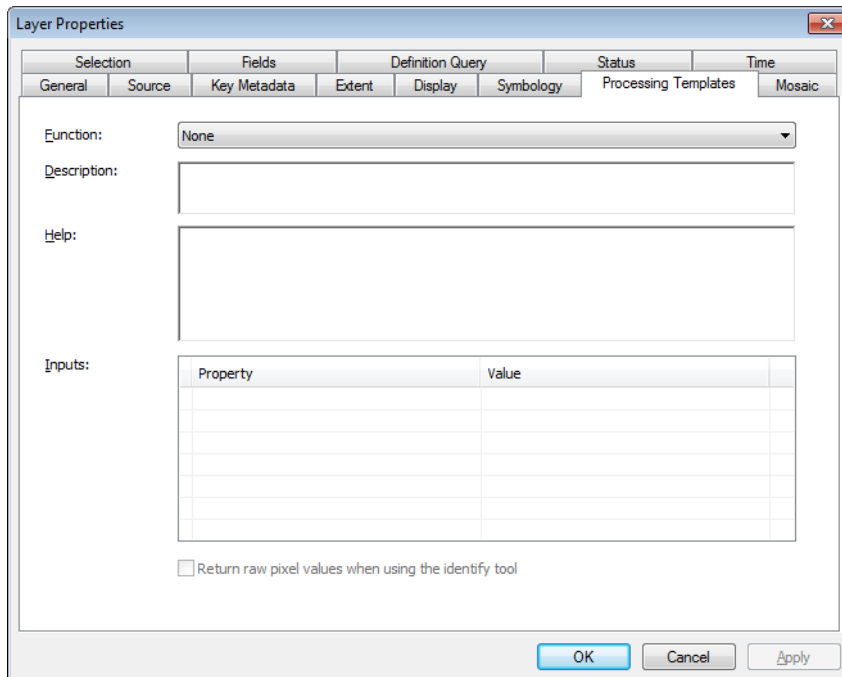 Layer Properties
Selection Fields Definition Query Status Time
General Source Key Metadata Extent Display Symbology Processing Templates Mosaic
Function: None
Description:
Help:
Inputs:
Property Value
Return raw pixel values when using the identify tool
OK Cancel Apply